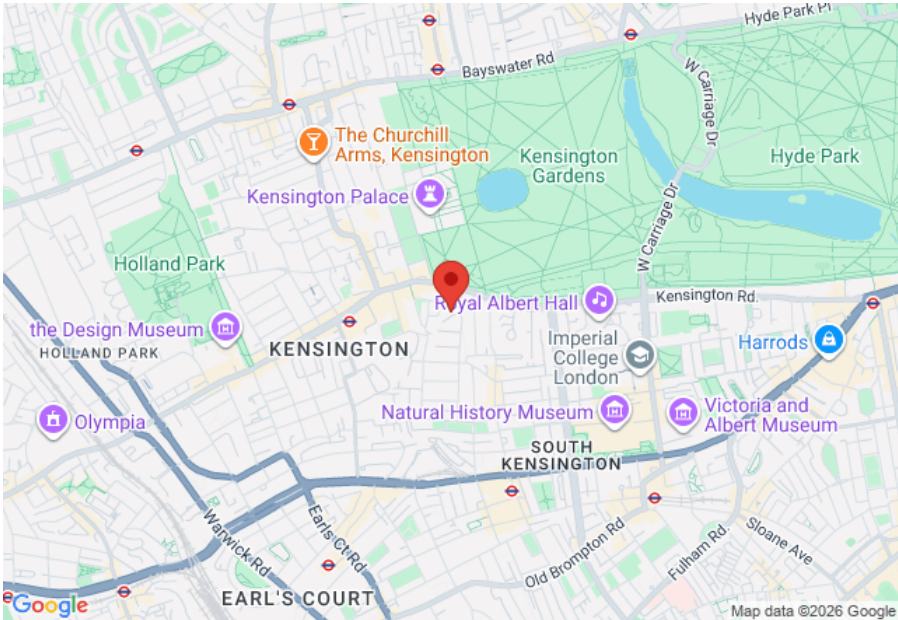 Hyde Park Pl
Bayswater Rd
W Carriage Dr
The Churchill
Arms, Kensington
Kensington
Gardens
Hyde Park
Kensington Palace
W Carriage Dr
Holland Park
Royal Albert Hall
Kensington Rd.
the Design Museum
HOLLAND PARK
KENSINGTON
Imperial
College
London
Harrods
Olympia
Natural History Museum
Victoria and
Albert Museum
SOUTH
KENSINGTON
Warwick Rd
Earls Ct Rd
Old Brompton Rd
Fulham Rd.
Sloane Ave
EARL'S COURT
Google
Map data ©2026 Google